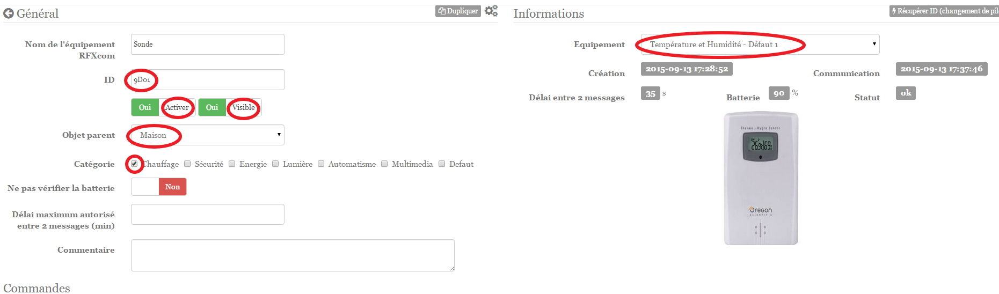 Général
Dupliquer
Nom de l'équipement
RFXcom
Sonde
ID
9D01
Oui
Activer
Oui
Visible
Objet parent
Maison
Catégorie
Chauffage
Sécurité
Energie
Lumière
Automatisme
Multimedia
Defaut
Ne pas vérifier la batterie
Non
Délai maximum autorisé
entre 2 messages (min)
Commentaire
Commandes
Informations
Récupérer ID (changement de pil
Equipement
Température et Humidité - Défaut 1
Création
2015-09-13 17:28:52
Communication
2015-09-13 17:37:46
Délai entre 2 messages
35 s
Batterie
90 %
Statut
ok
Thermo - Hygro Sensor
26.9℃ 69%
Oregon
SCIENTIFIC